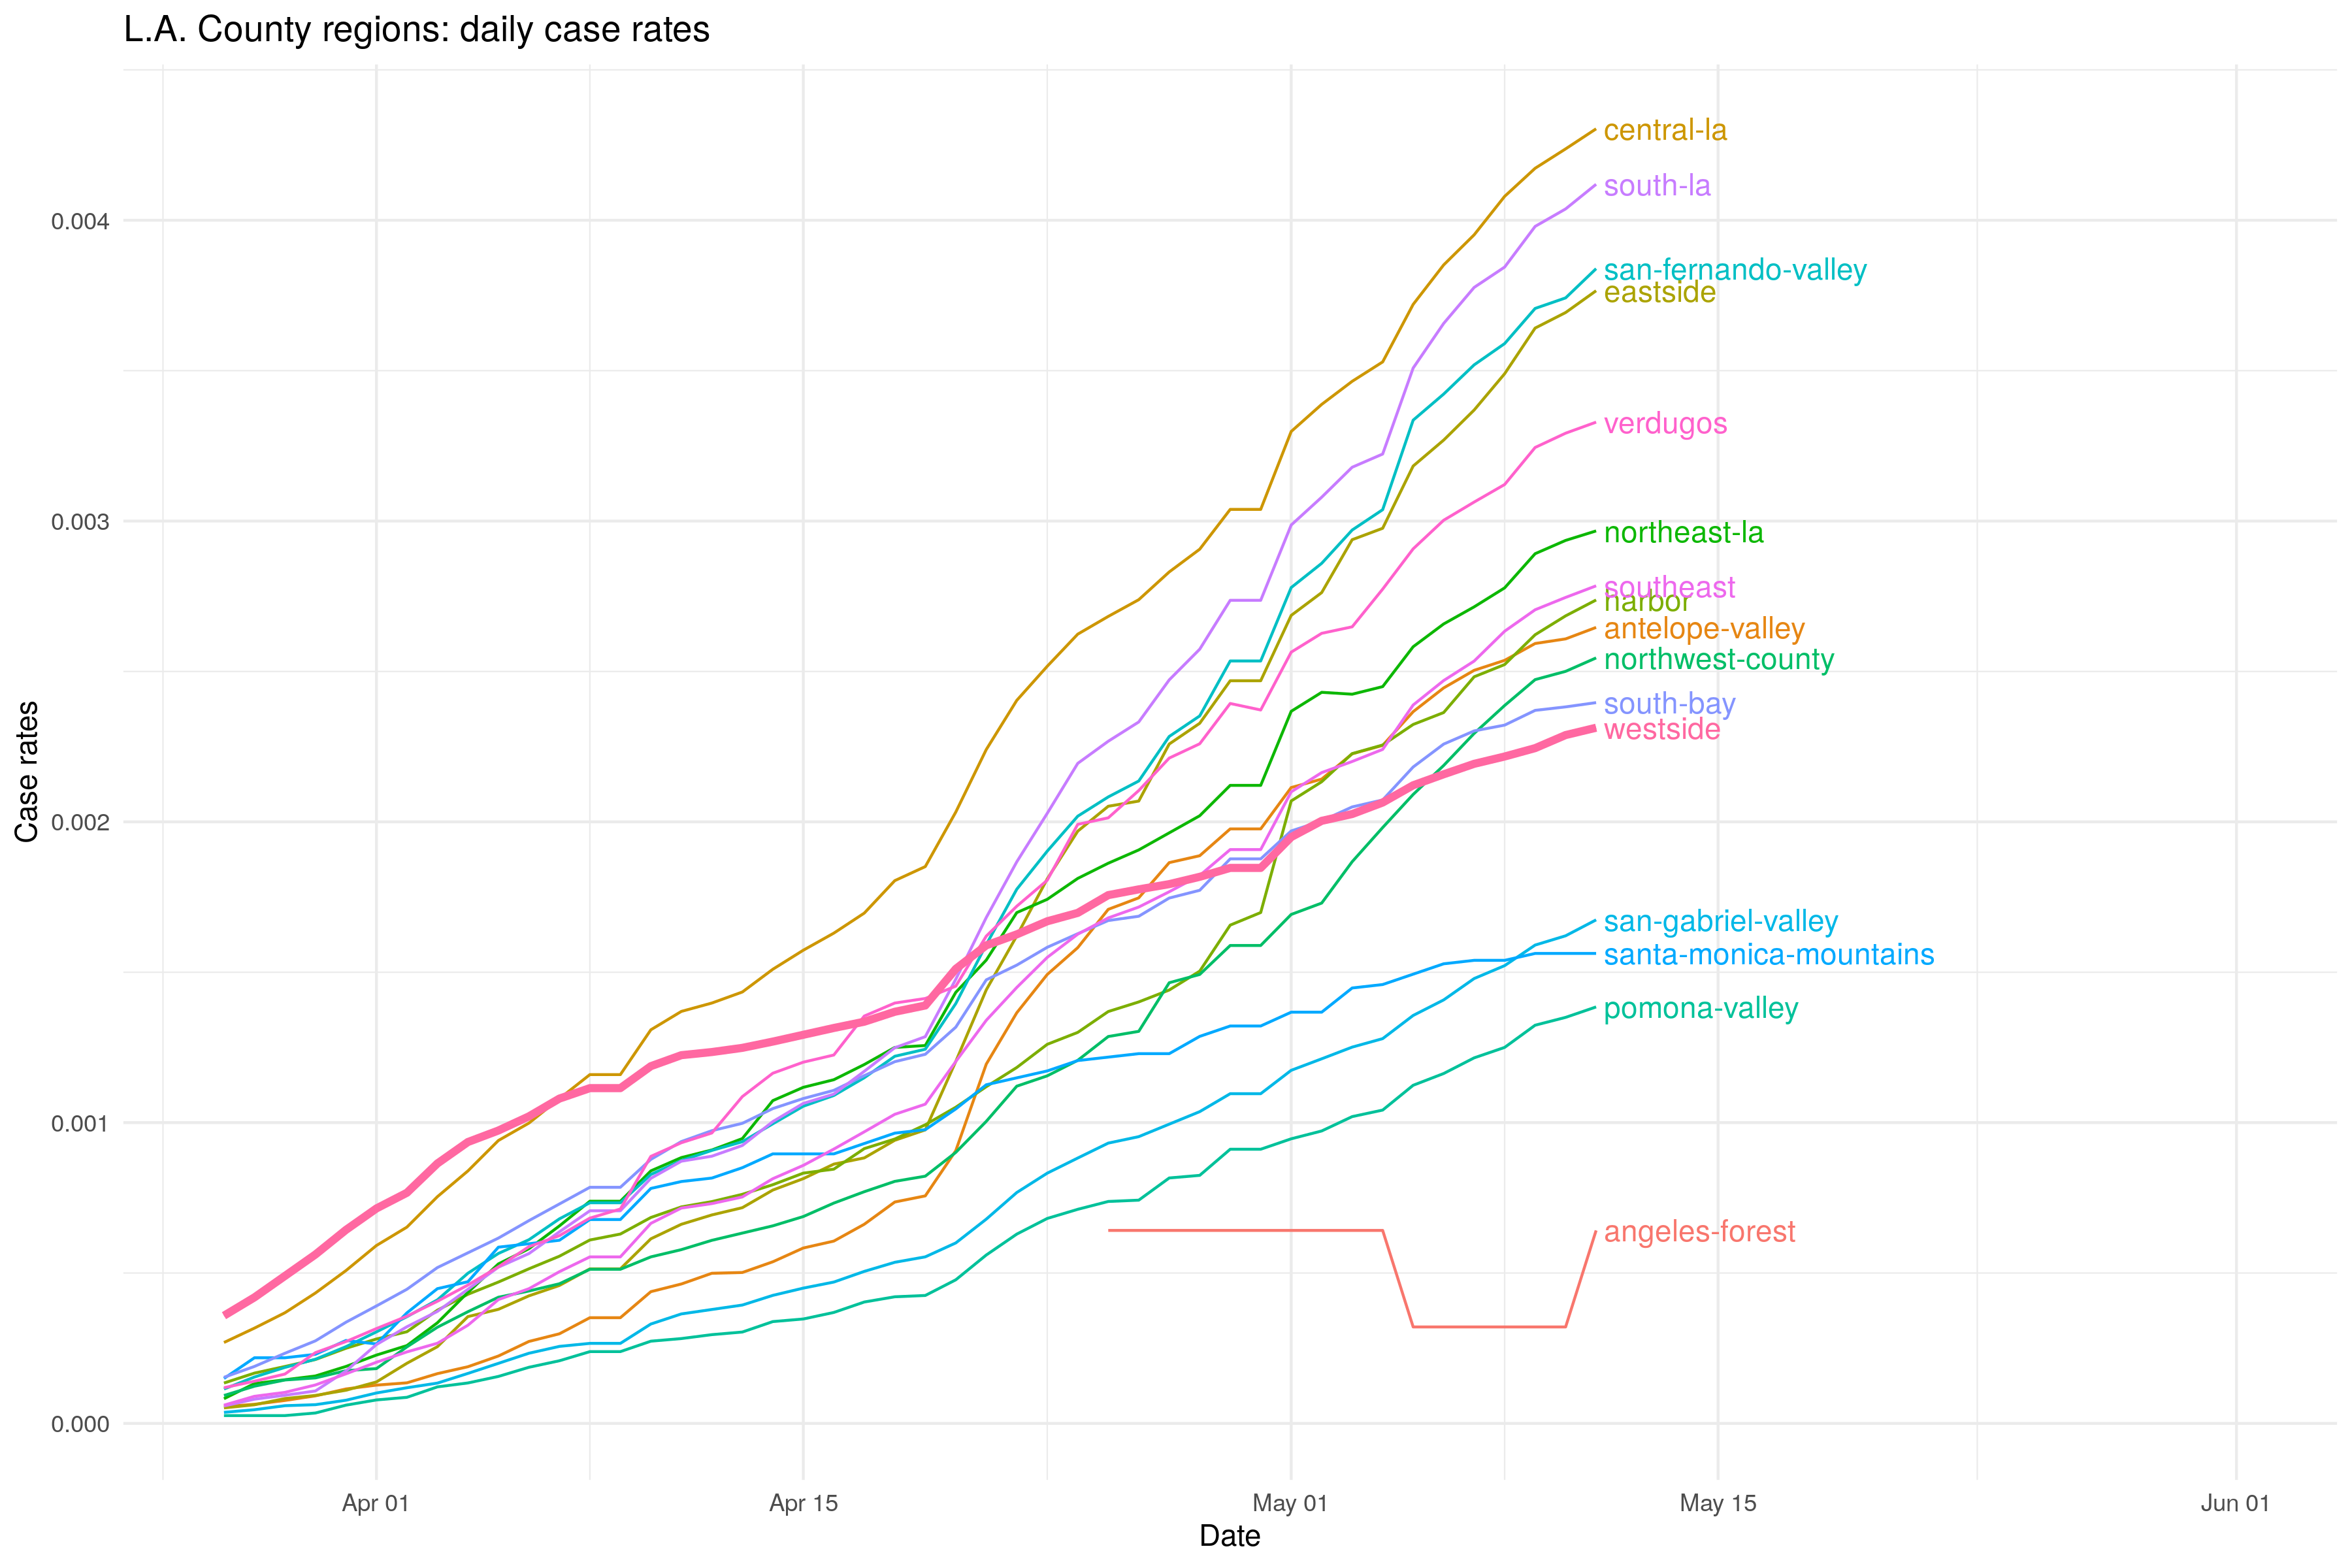 L.A. County regions: daily case rates
central-la
south-la
0.004
san-fernando-valley
eastside
verdugos
0.003
northeast-la
southeast
harbor
antelope-valley
northwest-county
south-bay
westside
0.002
Case rates
san-gabriel-valley
santa-monica-mountains
pomona-valley
0.001
angeles-forest
0.000
Apr 01
Apr 15
May 01
May 15
Jun 01
Date